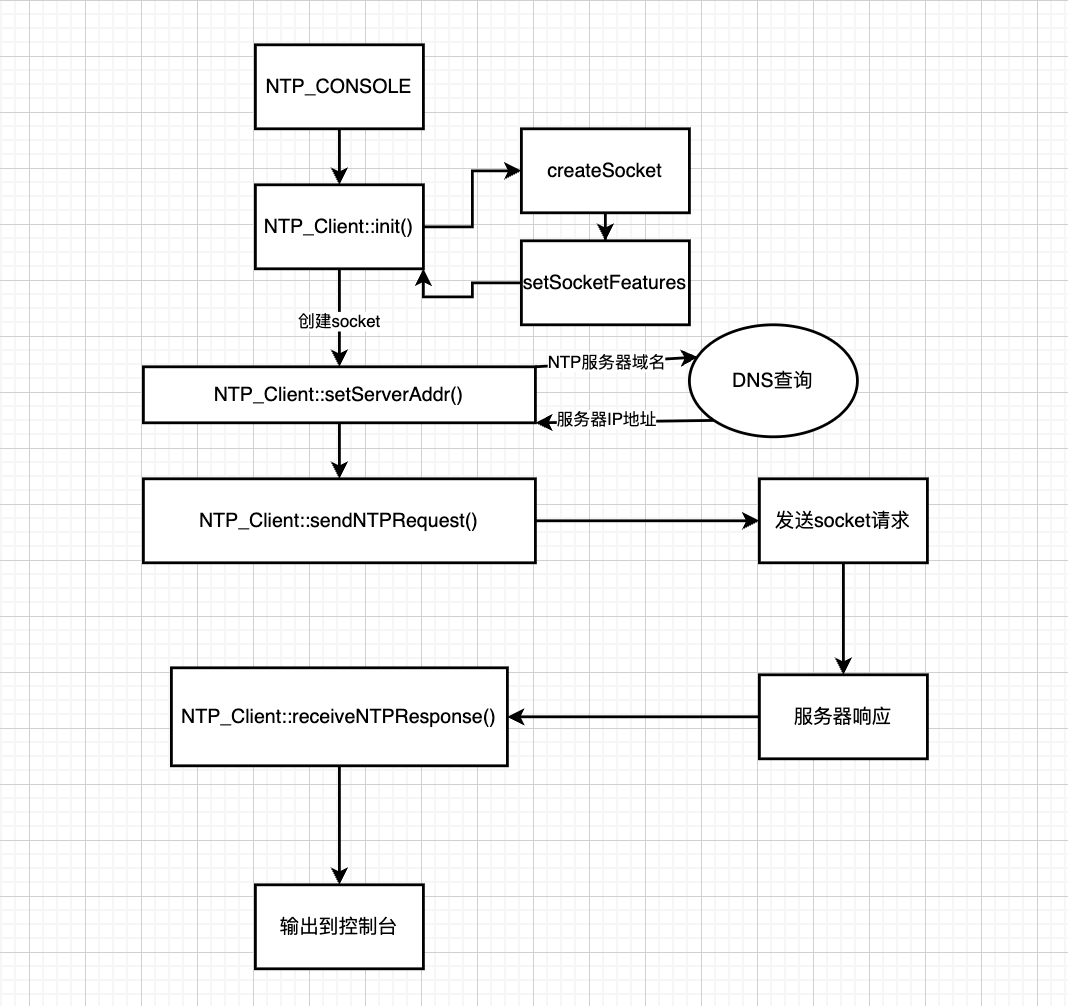 NTP_CONSOLE
createSocket
NTP_Client::init()
setSocketFeatures
创建socket
NTP服务器域名
DNS查询
NTP_Client::setServerAddr()
服务器IP地址
NTP_Client::sendNTPRequest()
发送socket请求
NTP_Client::receiveNTPResponse()
服务器响应
输出到控制台